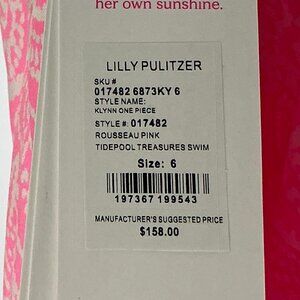 her own sunshine.
LILLY PULITZER
SKU #
017482 6873KY 6
STYLE NAME:
KLYNN ONE PIECE
STYLE #: 017482
ROUSSEAU PINK
TIDEPOOL TREASURES SWIM
Size: 6
197367 199543
MANUFACTURER'S SUGGESTED PRICE
$158.00